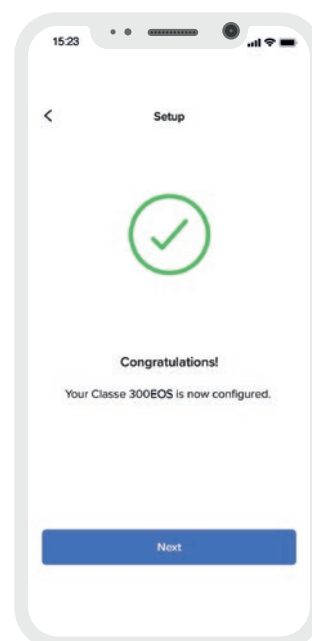 15:23
Setup
Congratulations!
Your Classe 300EOS is now configured.
Next